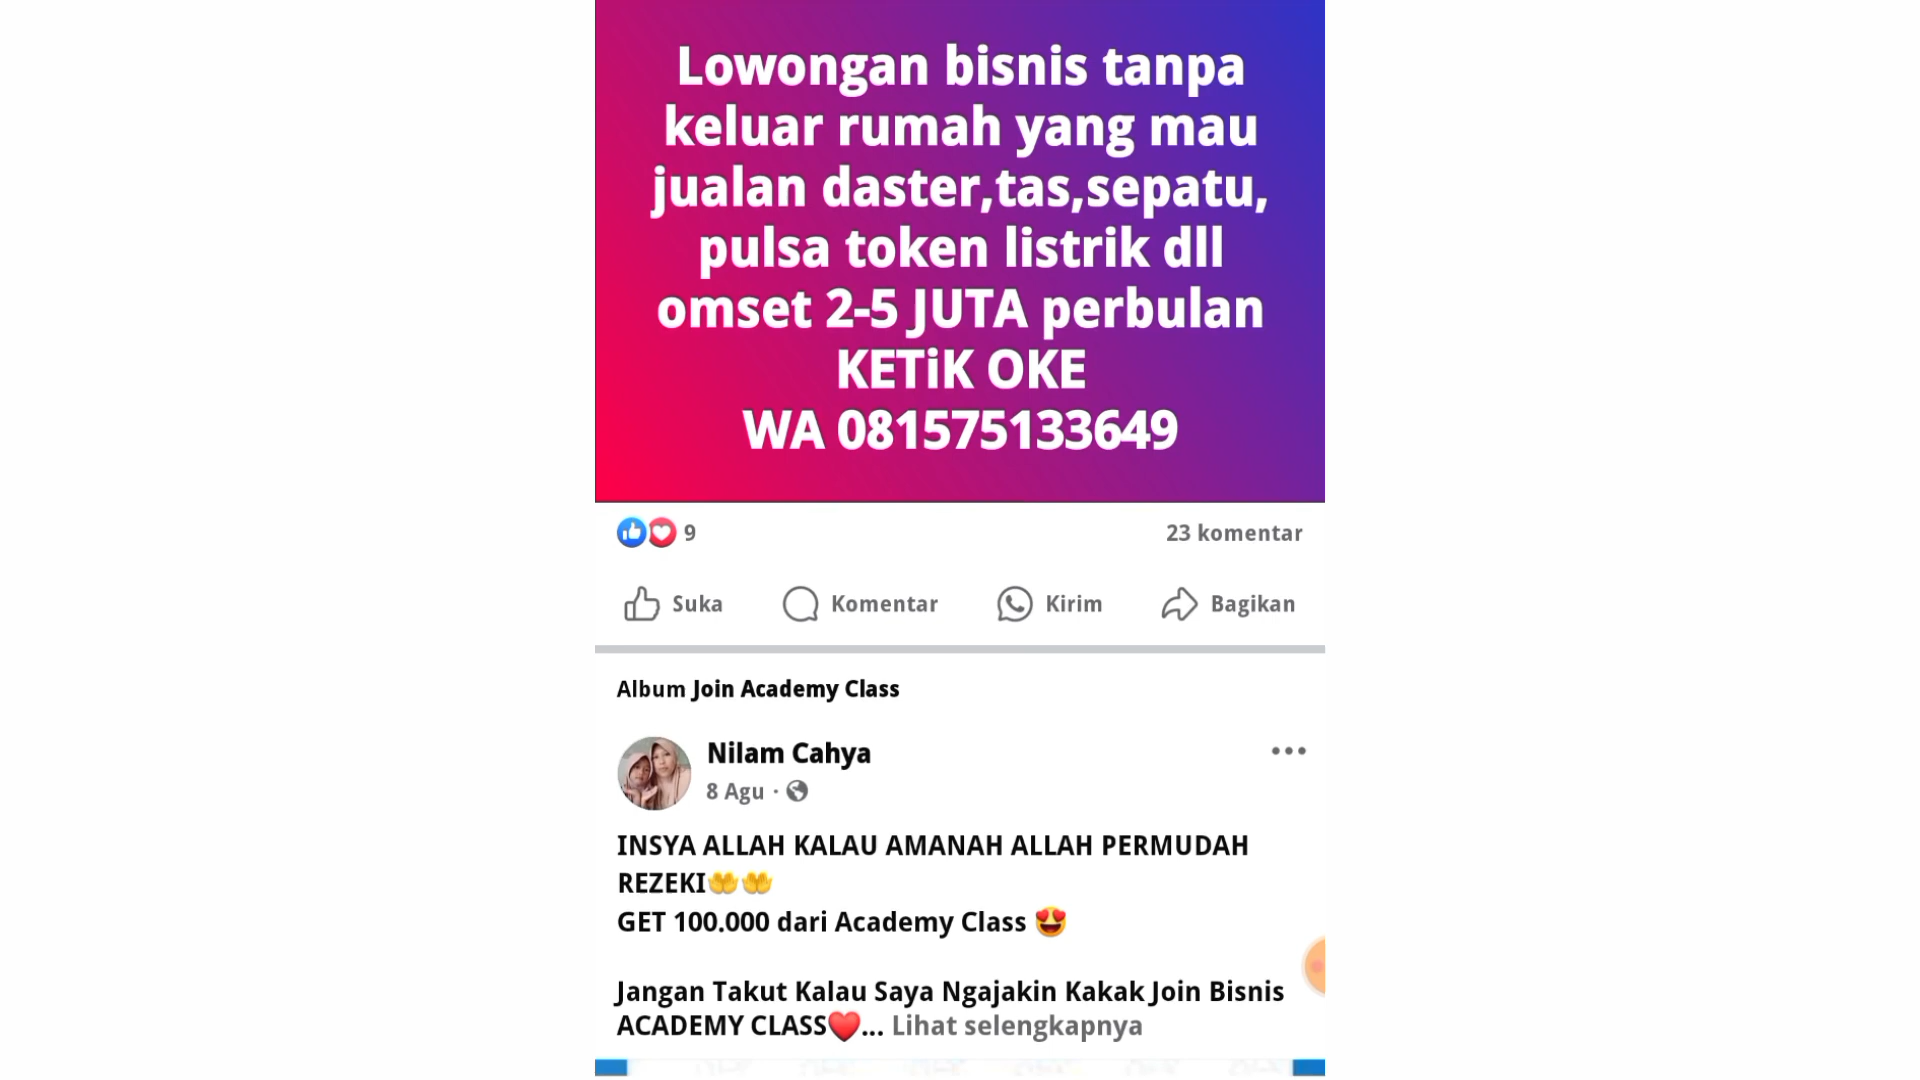 Lowongan bisnis tanpa
keluar rumah yang mau
jualan daster,tas,sepatu,
pulsa token listrik dll
omset 2-5 JUTA perbulan
KETiK OKE
WA 081575133649
9
23 komentar
Suka
Komentar
Kirim
Bagikan
Album Join Academy Class
Nilam Cahya
8 Agu ·
INSYA ALLAH KALAU AMANAH ALLAH PERMUDAH
REZEKI🤲🤲
GET 100.000 dari Academy Class 😍
Jangan Takut Kalau Saya Ngajakin Kakak Join Bisnis
ACADEMY CLASS❤️... Lihat selengkapnya